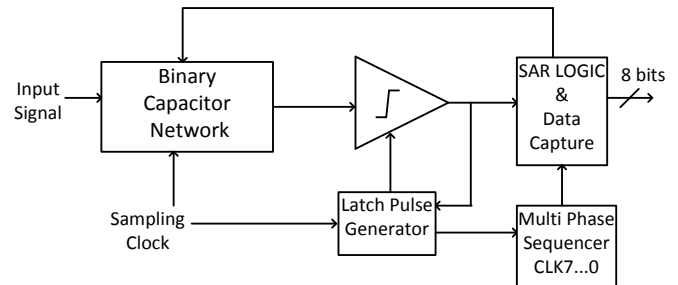 Input
Signal
Binary
Capacitor
Network
SAR LOGIC
&
Data
Capture
8 bits
Sampling
Clock
Latch Pulse
Generator
Multi Phase
Sequencer
CLK7...0